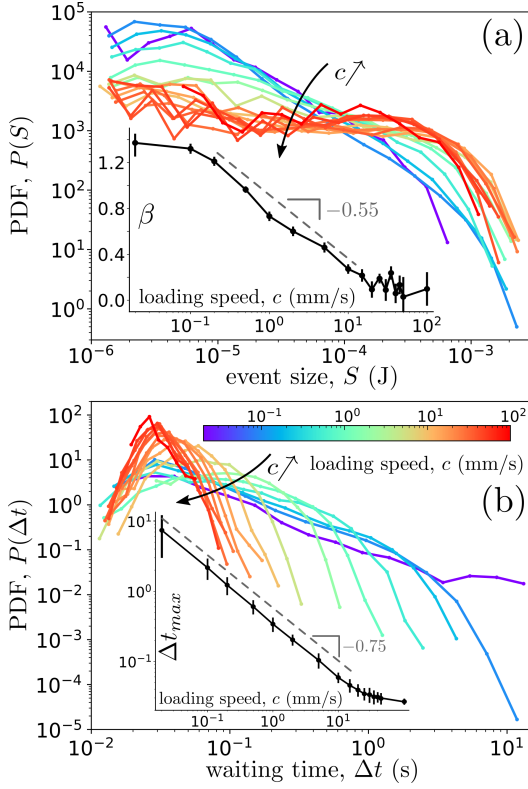 (a)
c↗
PDF, P(S)
10^5
10^4
10^3
10^2
10^1
10^0
β
1.2
0.8
0.4
0.0
−0.55
loading speed, c (mm/s)
10^−1 10^0 10^1 10^2
10^−6 10^−5 10^−4 10^−3
event size, S (J)
10^−1 10^0 10^1 10^2
loading speed, c (mm/s)
c↗
(b)
PDF, P(Δt)
10^2
10^1
10^0
10^−1
10^−2
10^−3
10^−4
10^−5
Δt_max
10^1
10^0
10^−1
−0.75
loading speed, c (mm/s)
10^−1 10^0 10^1
10^−2 10^−1 10^0 10^1
waiting time, Δt (s)